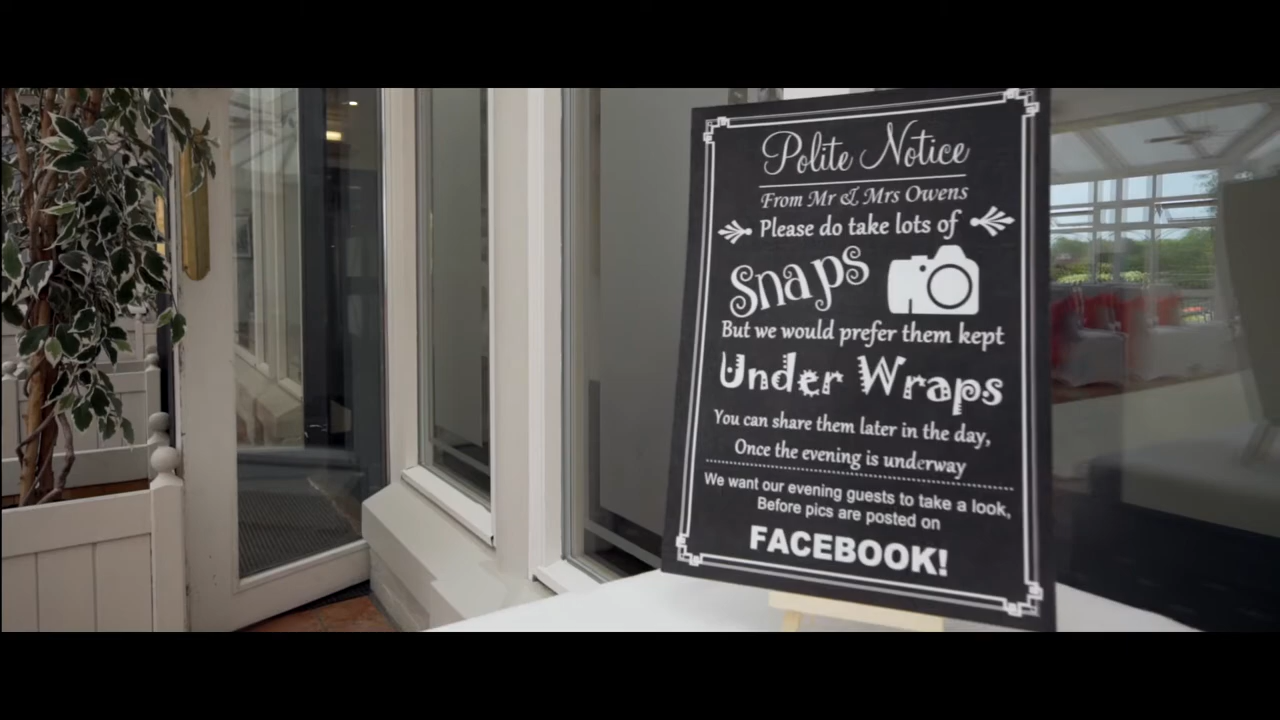 Polite Notice
From Mr & Mrs Owens
Please do take lots of
Snaps
But we would prefer them kept
Under Wraps
You can share them later in the day,
Once the evening is underway
We want our evening guests to take a look,
Before pics are posted on
FACEBOOK!